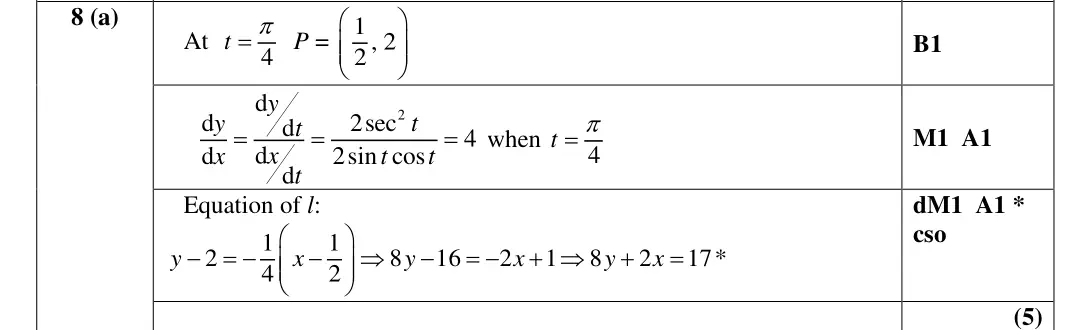 8 (a)
At t = π/4 P = (1/2, 2)
B1
dy/dx = (dy/dt)/(dx/dt) = 2sec² t/2sin t cos t = 4 when t = π/4
M1 A1
Equation of l:
dM1 A1 *
cso
y − 2 = −1/4(x − 1/2) ⇒ 8y − 16 = −2x + 1 ⇒ 8y + 2x = 17 *
(5)